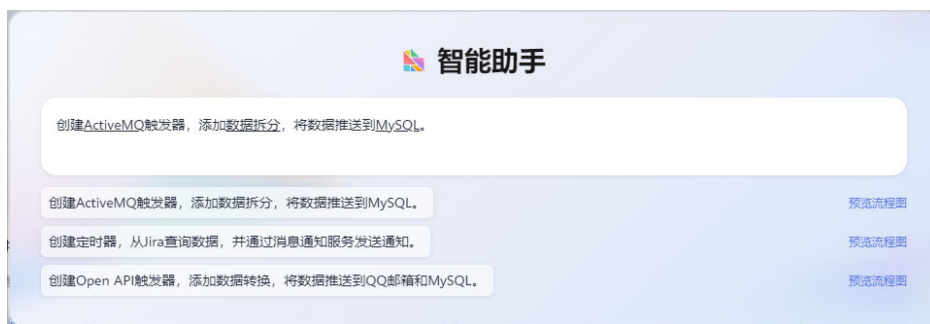 智能助手
创建ActiveMQ触发器，添加数据拆分，将数据推送到MySQL。
创建ActiveMQ触发器，添加数据拆分，将数据推送到MySQL。
预览流程图
创建定时器，从Jira查询数据，并通过消息通知服务发送通知。
预览流程图
创建Open API触发器，添加数据转换，将数据推送到QQ邮箱和MySQL。
预览流程图